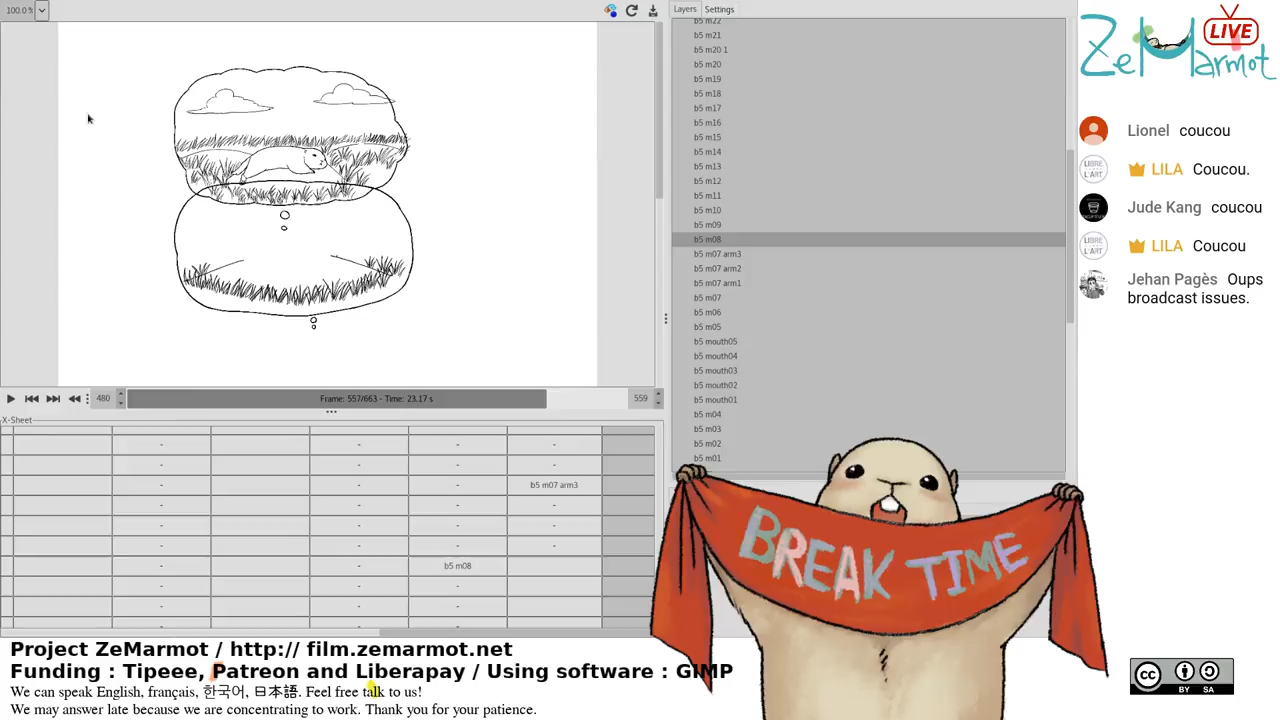 100.0 %
Layers
Settings
b5 m22
b5 m21
b5 m20 1
b5 m20
b5 m19
b5 m18
b5 m17
b5 m16
b5 m15
b5 m14
b5 m13
b5 m12
b5 m11
b5 m10
b5 m09
b5 m08
b5 m07 arm3
b5 m07 arm2
b5 m07 arm1
b5 m07
b5 m06
b5 m05
b5 mouth05
b5 mouth04
b5 mouth03
b5 mouth02
b5 mouth01
b5 m04
b5 m03
b5 m02
b5 m01
480
Frame: 557/663 - Time: 23.17 s
559
X-Sheet
- - - -
- - - -
- - - b5 m07 arm3
- - - -
- - - -
- - - -
- - b5 m08 -
- - - -
- - - -
- - - -
ZeMarmot
LIVE
Lionel coucou
LILA Coucou.
Jude Kang coucou
LILA Coucou
Jehan Pagès Oups
broadcast issues.
BREAK TIME
Project ZeMarmot / http:// film.zemarmot.net
Funding : Tipeee, Patreon and Liberapay / Using software : GIMP
We can speak English, français, 한국어, 日本語. Feel free talk to us!
We may answer late because we are concentrating to work. Thank you for your patience.
CC
BY SA